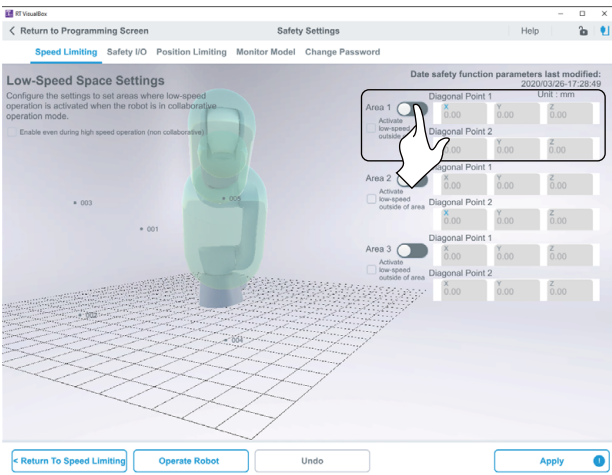 RT VisualBox
Return to Programming Screen
Safety Settings
Help
Speed Limiting Safety I/O Position Limiting Monitor Model Change Password
Low-Speed Space Settings
Configure the settings to set areas where low-speed
operation is activated when the robot is in collaborative
operation mode.
Enable even during high speed operation (non collaborative)
Date safety function parameters last modified:
2020/03/26-17:28:49
Unit : mm
Area 1
Activate
low-speed
outside of area
Diagonal Point 1
X Y Z
0.00 0.00 0.00
Diagonal Point 2
X Y Z
0.00 0.00 0.00
Area 2
Activate
low-speed
outside of area
Diagonal Point 1
X Y Z
0.00 0.00 0.00
Diagonal Point 2
X Y Z
0.00 0.00 0.00
Area 3
Activate
low-speed
outside of area
Diagonal Point 1
X Y Z
0.00 0.00 0.00
Diagonal Point 2
X Y Z
0.00 0.00 0.00
003
005
001
002
004
< Return To Speed Limiting
Operate Robot
Undo
Apply